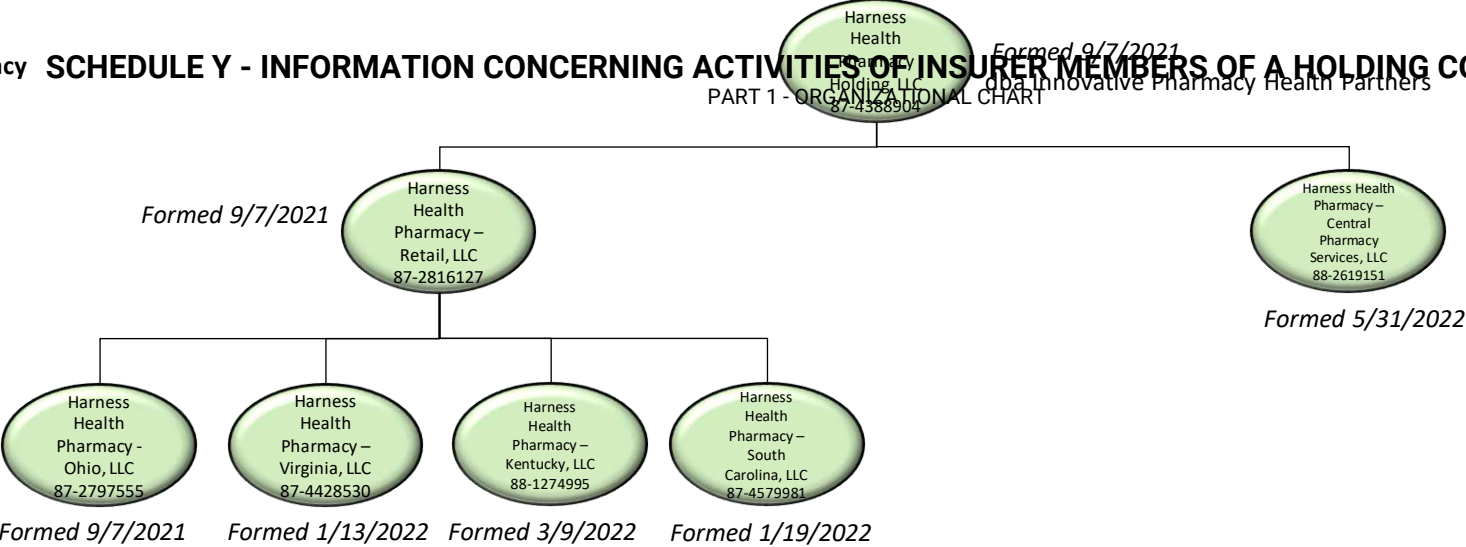 Harness
Health
Pharmacy
Holding, LLC
87-4388904
Formed 9/7/2021
dba Innovative Pharmacy Health Partners
cy SCHEDULE Y - INFORMATION CONCERNING ACTIVITIES OF INSURER MEMBERS OF A HOLDING CO
PART 1 - ORGANIZATIONAL CHART
Formed 9/7/2021
Harness
Health
Pharmacy –
Retail, LLC
87-2816127
Harness Health
Pharmacy –
Central
Pharmacy
Services, LLC
88-2619151
Formed 5/31/2022
Harness
Health
Pharmacy -
Ohio, LLC
87-2797555
Formed 9/7/2021
Harness
Health
Pharmacy –
Virginia, LLC
87-4428530
Formed 1/13/2022
Harness
Health
Pharmacy –
Kentucky, LLC
88-1274995
Formed 3/9/2022
Harness
Health
Pharmacy –
South
Carolina, LLC
87-4579981
Formed 1/19/2022